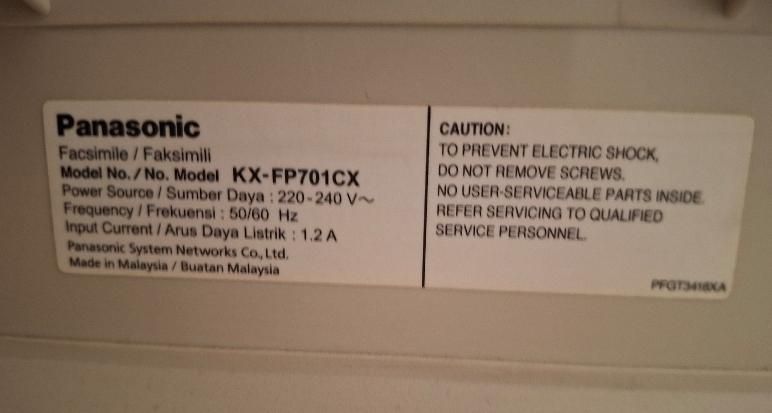 Panasonic
Facsimile / Faksimili
Model No./No. Model KX-FP701CX
Power Source / Sumber Daya : 220-240 V~
Frequency / Frekuensi : 50/60 Hz
Input Current / Arus Daya Listrik : 1.2 A
Panasonic System Networks Co., Ltd.
Made in Malaysia / Buatan Malaysia
CAUTION:
TO PREVENT ELECTRIC SHOCK,
DO NOT REMOVE SCREWS.
NO USER-SERVICEABLE PARTS INSIDE.
REFER SERVICING TO QUALIFIED
SERVICE PERSONNEL.
PFGT3418XA